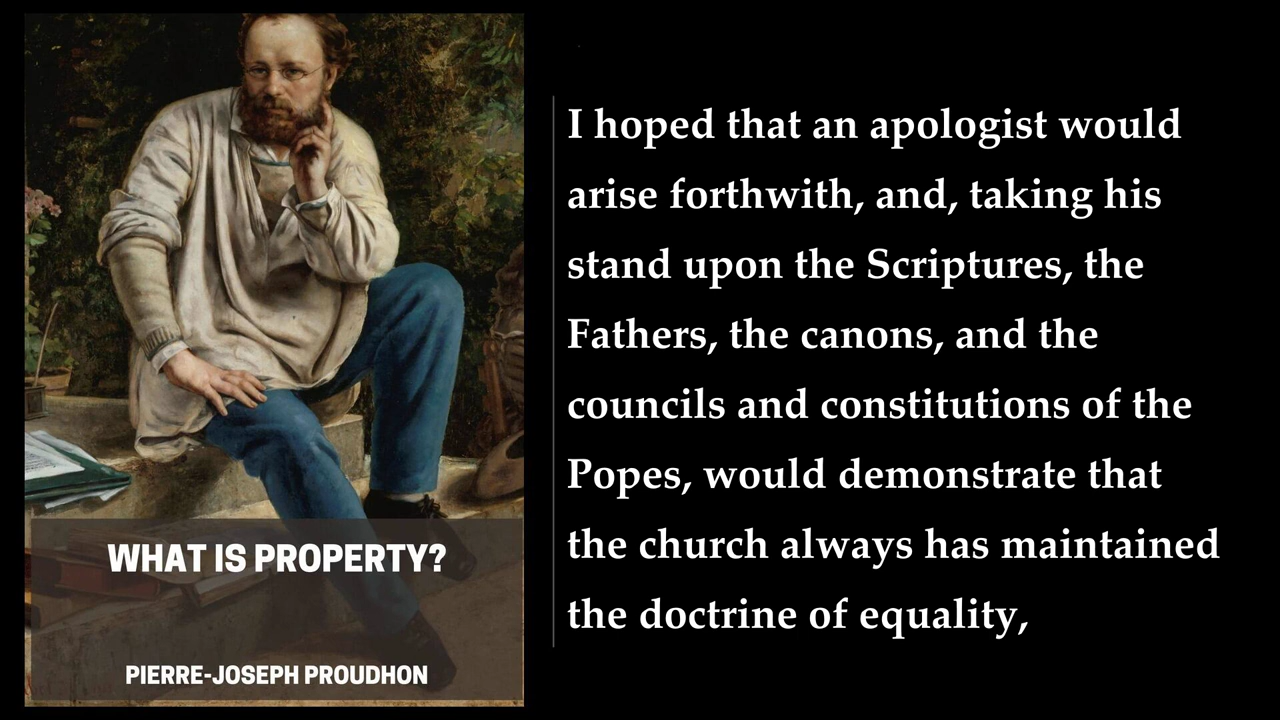 WHAT IS PROPERTY?
PIERRE-JOSEPH PROUDHON
I hoped that an apologist would
arise forthwith, and, taking his
stand upon the Scriptures, the
Fathers, the canons, and the
councils and constitutions of the
Popes, would demonstrate that
the church always has maintained
the doctrine of equality,